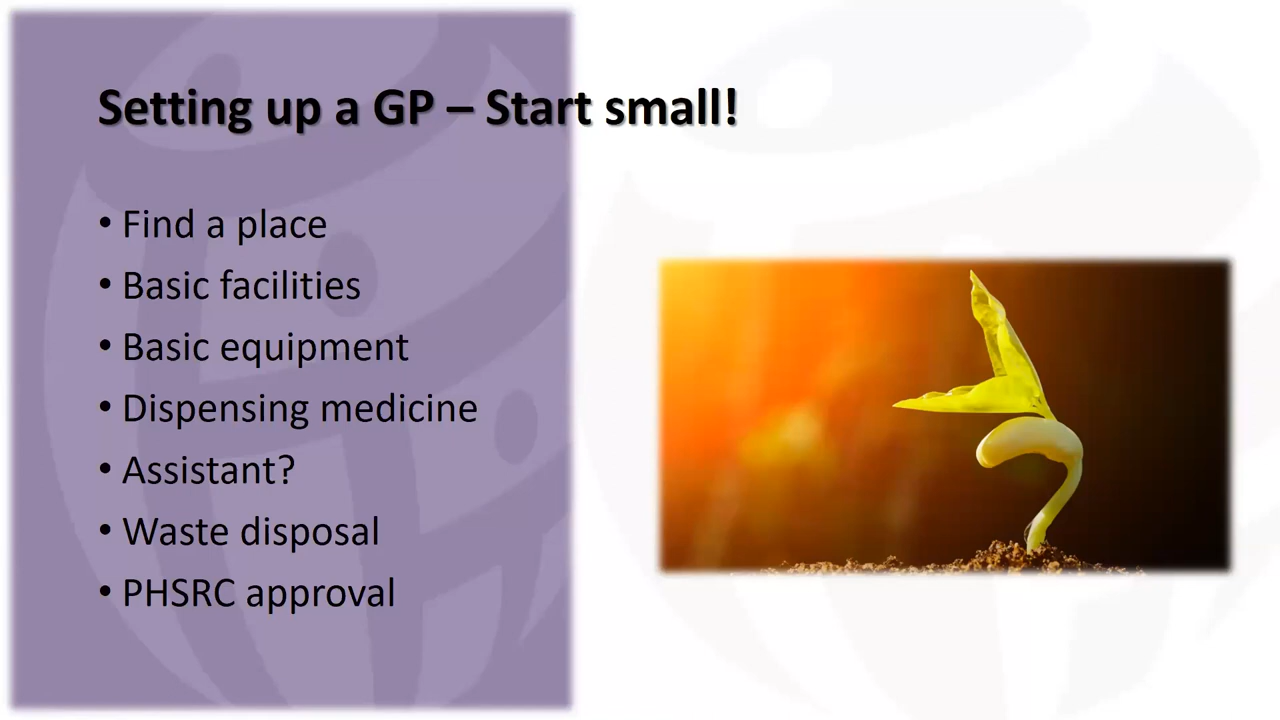 Setting up a GP – Start small!
• Find a place
• Basic facilities
• Basic equipment
• Dispensing medicine
• Assistant?
• Waste disposal
• PHSRC approval